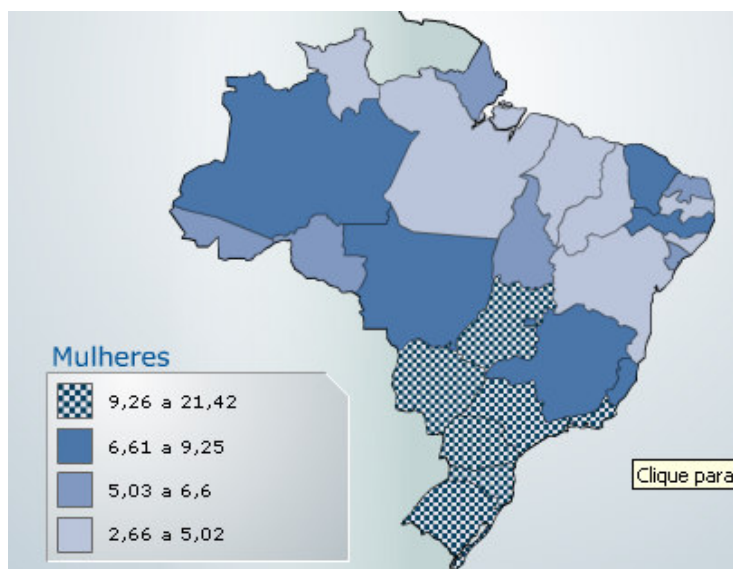 Mulheres
9,26 a 21,42
6,61 a 9,25
5,03 a 6,6
2,66 a 5,02
Clique para